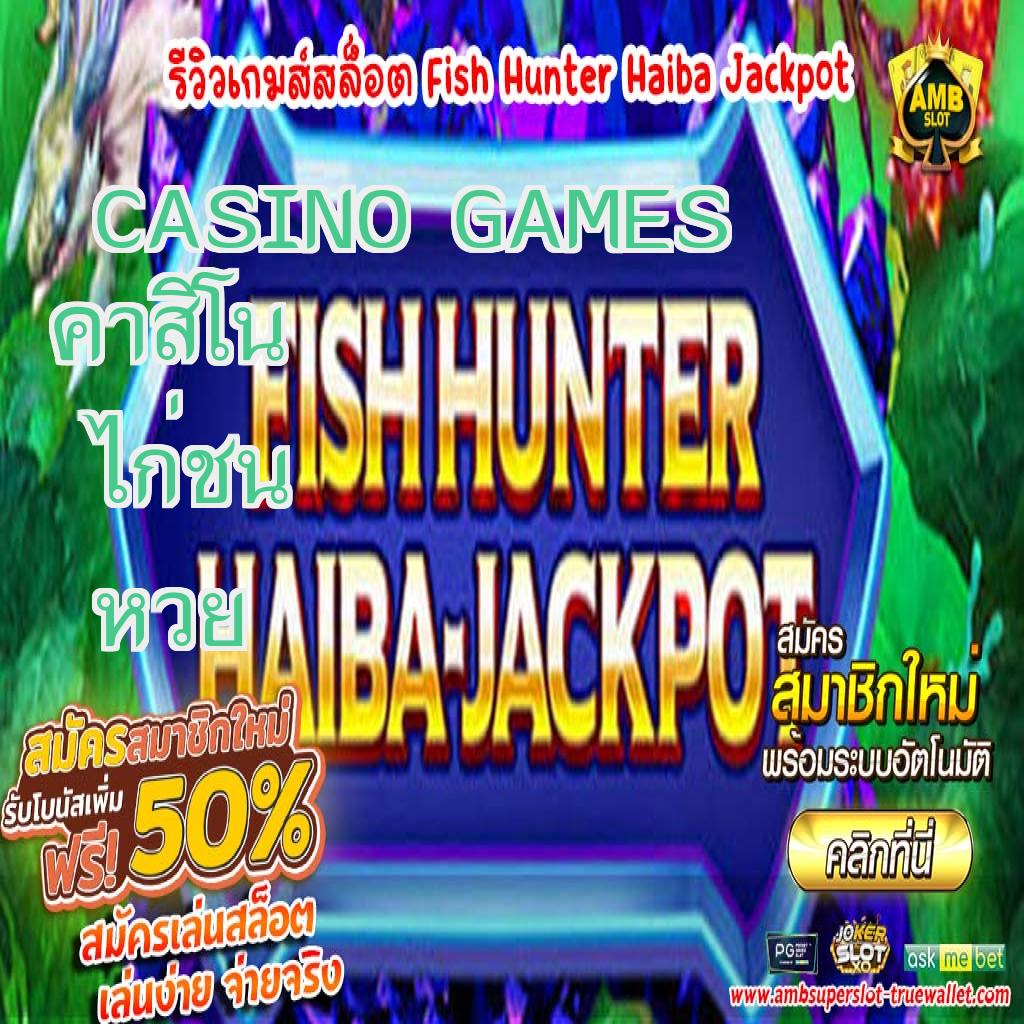 รีวิวเกมส์สล็อต Fish Hunter Haiba Jackpot
AMB
SLOT
CASINO GAMES
คาสิโน
FISH HUNTER
ไก่ชน
HAIBA-JACKPOT
หวย
สมัคร
สมาชิกใหม่
พร้อมระบบอัตโนมัติ
คลิกที่นี่
สมัครสมาชิกใหม่
รับโบนัสเพิ่ม
ฟรี! 50%
สมัครเล่นสล็อต
เล่นง่าย จ่ายจริง
PG
JOKER
SLOT
XO
ask me bet
www.ambsuperslot-truewallet.com